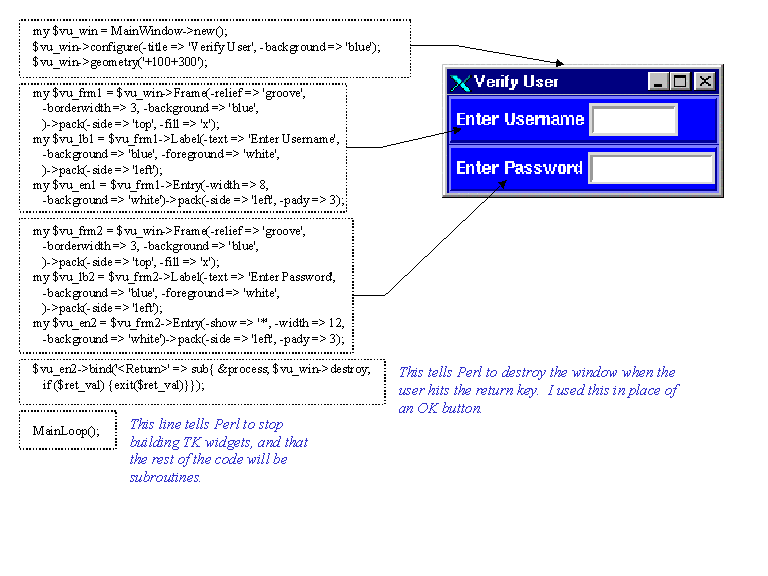 my $vu_win = MainWindow->new();
$vu_win->configure(-title => 'Verify User', -background => 'blue');
$vu_win->geometry('+100+300');
my $vu_frm1 = $vu_win->Frame(-relief => 'groove',
-borderwidth => 3, -background => 'blue',
)->pack(-side => 'top', -fill => 'x');
my $vu_lb1 = $vu_frm1->Label(-text => 'Enter Username',
-background => 'blue', -foreground => 'white',
)->pack(-side => 'left');
my $vu_en1 = $vu_frm1->Entry(-width => 8,
-background => 'white')->pack(-side => 'left', -pady => 3);
my $vu_frm2 = $vu_win->Frame(-relief => 'groove',
-borderwidth => 3, -background => 'blue',
)->pack(-side => 'top', -fill => 'x');
my $vu_lb2 = $vu_frm2->Label(-text => 'Enter Password',
-background => 'blue', -foreground => 'white',
)->pack(-side => 'left');
my $vu_en2 = $vu_frm2->Entry(-show => '*', -width => 12,
-background => 'white')->pack(-side => 'left', -pady => 3);
$vu_en2->bind('<Return>' => sub{ &process; $vu_win->destroy;
if ($ret_val) {exit($ret_val)}});
MainLoop();
Verify User
Enter Username
Enter Password
This tells Perl to destroy the window when the
user hits the return key. I used this in place of
an OK button.
This line tells Perl to stop
building TK widgets, and that
the rest of the code will be
subroutines.